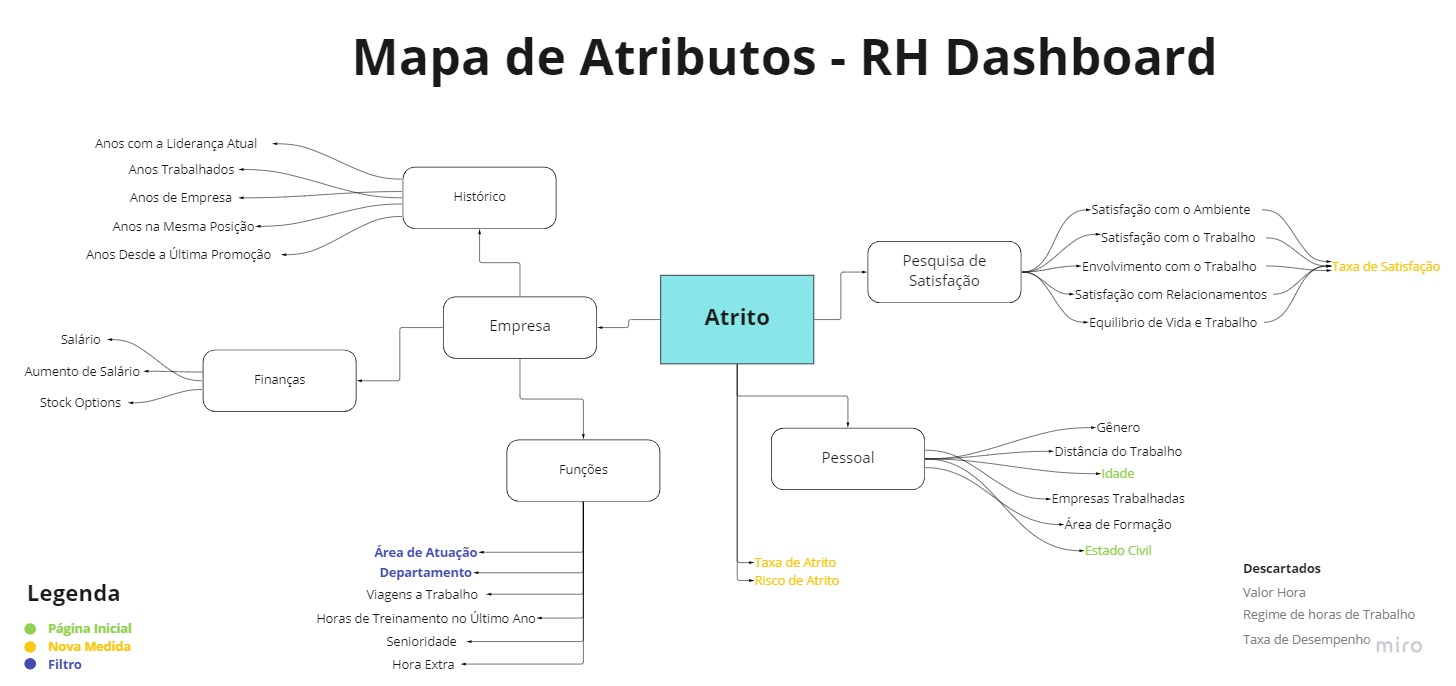 Mapa de Atributos - RH Dashboard
Anos com a Liderança Atual
Anos Trabalhados
Anos de Empresa
Anos na Mesma Posição
Anos Desde a Última Promoção
Histórico
Empresa
Salário
Aumento de Salário
Stock Options
Finanças
Funções
Área de Atuação
Departamento
Viagens a Trabalho
Horas de Treinamento no Último Ano
Senioridade
Hora Extra
Atrito
Pesquisa de
Satisfação
Satisfação com o Ambiente
Satisfação com o Trabalho
Envolvimento com o Trabalho
Satisfação com Relacionamentos
Equilibrio de Vida e Trabalho
Taxa de Satisfação
Pessoal
Gênero
Distância do Trabalho
Idade
Empresas Trabalhadas
Área de Formação
Estado Civil
Taxa de Atrito
Risco de Atrito
Legenda
Página Inicial
Nova Medida
Filtro
Descartados
Valor Hora
Regime de horas de Trabalho
Taxa de Desempenho
miro